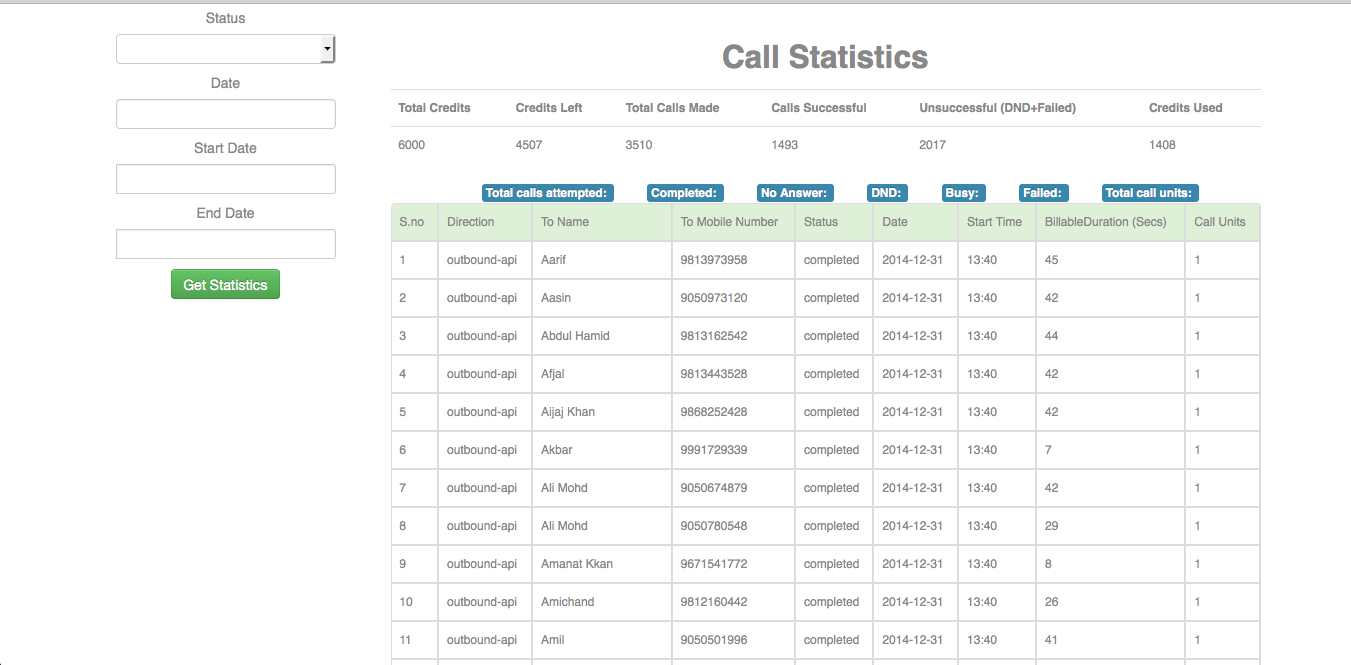 Status
Date
Start Date
End Date
Get Statistics
Call Statistics
Total Credits Credits Left Total Calls Made Calls Successful Unsuccessful (DND+Failed) Credits Used
6000 4507 3510 1493 2017 1408
Total calls attempted: Completed: No Answer: DND: Busy: Failed: Total call units:
S.no Direction To Name To Mobile Number Status Date Start Time BillableDuration (Secs) Call Units
1 outbound-api Aarif 9813973958 completed 2014-12-31 13:40 45 1
2 outbound-api Aasin 9050973120 completed 2014-12-31 13:40 42 1
3 outbound-api Abdul Hamid 9813162542 completed 2014-12-31 13:40 44 1
4 outbound-api Afjal 9813443528 completed 2014-12-31 13:40 42 1
5 outbound-api Aijaj Khan 9868252428 completed 2014-12-31 13:40 42 1
6 outbound-api Akbar 9991729339 completed 2014-12-31 13:40 7 1
7 outbound-api Ali Mohd 9050674879 completed 2014-12-31 13:40 42 1
8 outbound-api Ali Mohd 9050780548 completed 2014-12-31 13:40 29 1
9 outbound-api Amanat Kkan 9671541772 completed 2014-12-31 13:40 8 1
10 outbound-api Amichand 9812160442 completed 2014-12-31 13:40 26 1
11 outbound-api Amil 9050501996 completed 2014-12-31 13:40 41 1